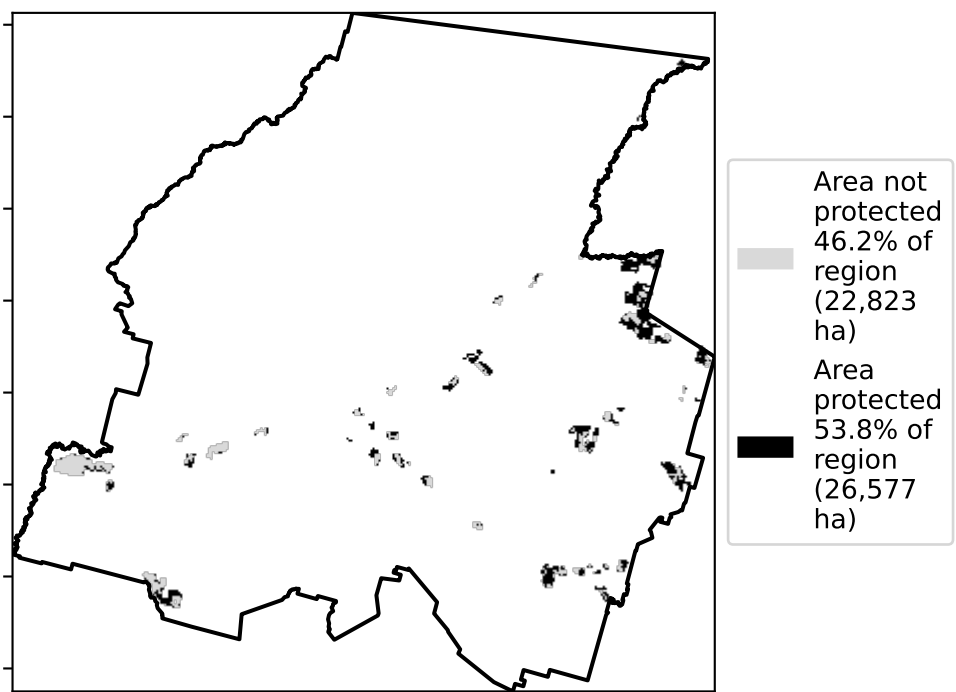 Area not
protected
46.2% of
region
(22,823
ha)
Area
protected
53.8% of
region
(26,577
ha)